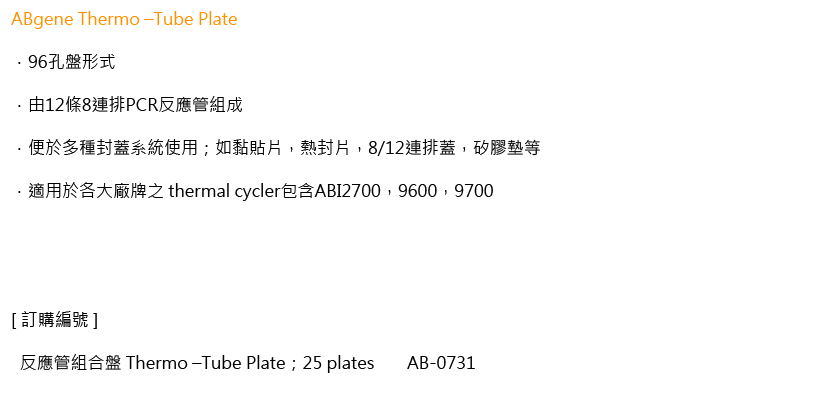 ABgene Thermo –Tube Plate
．96孔盤形式
．由12條8連排PCR反應管組成
．便於多種封蓋系統使用；如黏貼片，熱封片，8/12連排蓋，矽膠墊等
．適用於各大廠牌之 thermal cycler包含ABI2700，9600，9700
[ 訂購編號 ]
反應管組合盤 Thermo –Tube Plate；25 plates AB-0731